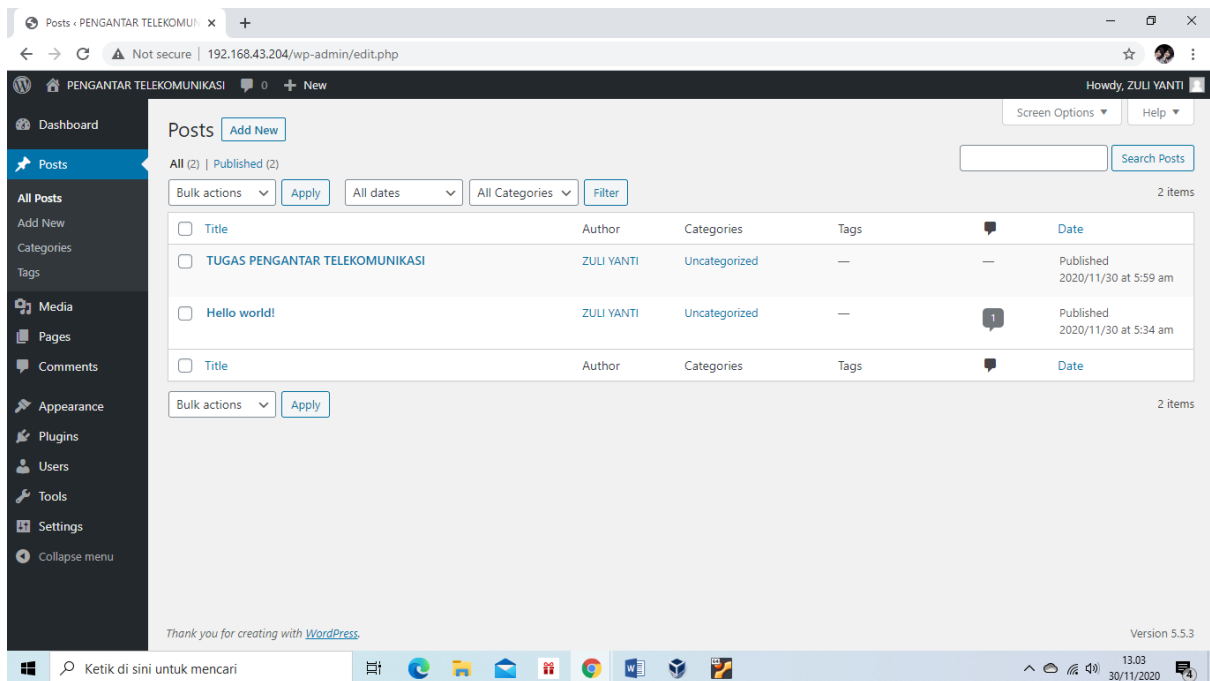 Posts ‹ PENGANTAR TELEKOMUN
Not secure | 192.168.43.204/wp-admin/edit.php
PENGANTAR TELEKOMUNIKASI 0 + New Howdy, ZULI YANTI
Screen Options ▼ Help ▼
Dashboard
Posts
All Posts
Add New
Categories
Tags
Media
Pages
Comments
Appearance
Plugins
Users
Tools
Settings
Collapse menu
Posts Add New
All (2) | Published (2)
Search Posts
Bulk actions Apply All dates All Categories Filter 2 items
Title Author Categories Tags Date
TUGAS PENGANTAR TELEKOMUNIKASI ZULI YANTI Uncategorized — — Published
2020/11/30 at 5:59 am
Hello world! ZULI YANTI Uncategorized — 1 Published
2020/11/30 at 5:34 am
Title Author Categories Tags Date
Bulk actions Apply 2 items
Thank you for creating with WordPress. Version 5.5.3
Ketik di sini untuk mencari
13.03
30/11/2020
4